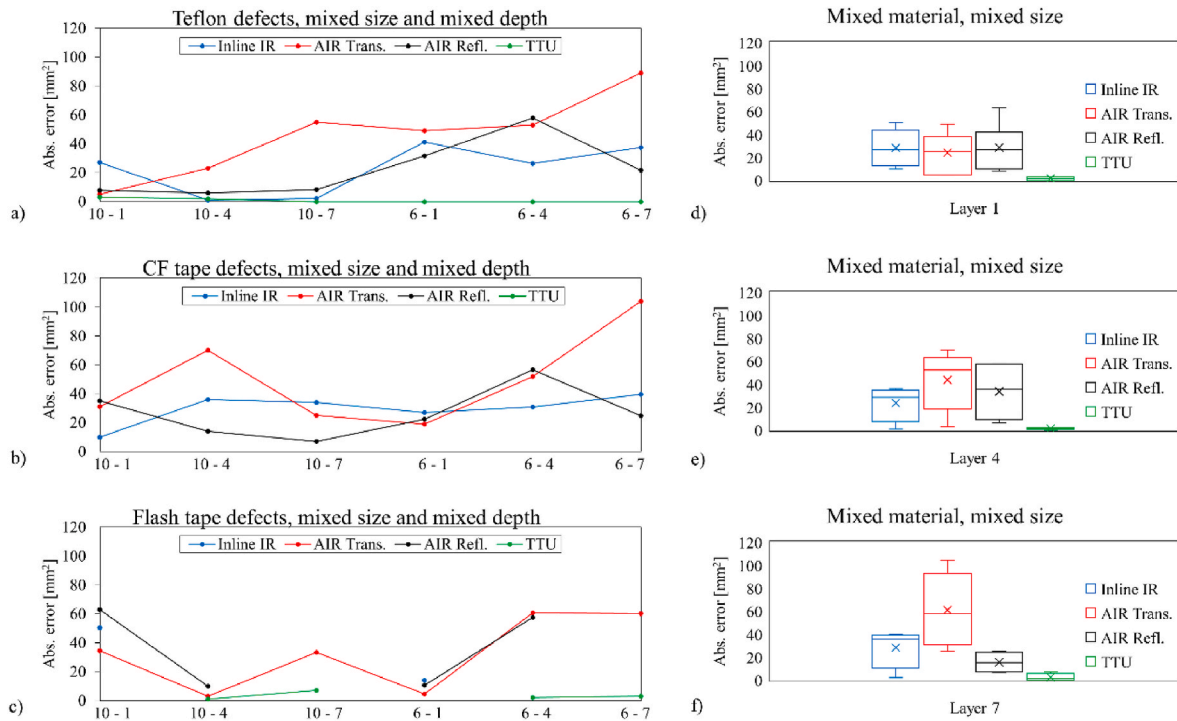 Teflon defects, mixed size and mixed depth
Inline IR AIR Trans. AIR Refl. TTU
Abs. error [mm²]
120
100
80
60
40
20
0
10 - 1 10 - 4 10 - 7 6 - 1 6 - 4 6 - 7
a)
Mixed material, mixed size
Abs. error [mm²]
120
100
80
60
40
20
0
Inline IR
AIR Trans.
AIR Refl.
TTU
Layer 1
d)
CF tape defects, mixed size and mixed depth
Inline IR AIR Trans. AIR Refl. TTU
Abs. error [mm²]
120
100
80
60
40
20
0
10 - 1 10 - 4 10 - 7 6 - 1 6 - 4 6 - 7
b)
Mixed material, mixed size
Abs. error [mm²]
120
100
80
60
40
20
0
Inline IR
AIR Trans.
AIR Refl.
TTU
Layer 4
e)
Flash tape defects, mixed size and mixed depth
Inline IR AIR Trans. AIR Refl. TTU
Abs. error [mm²]
120
100
80
60
40
20
0
10 - 1 10 - 4 10 - 7 6 - 1 6 - 4 6 - 7
c)
Mixed material, mixed size
Abs. error [mm²]
120
100
80
60
40
20
0
Inline IR
AIR Trans.
AIR Refl.
TTU
Layer 7
f)